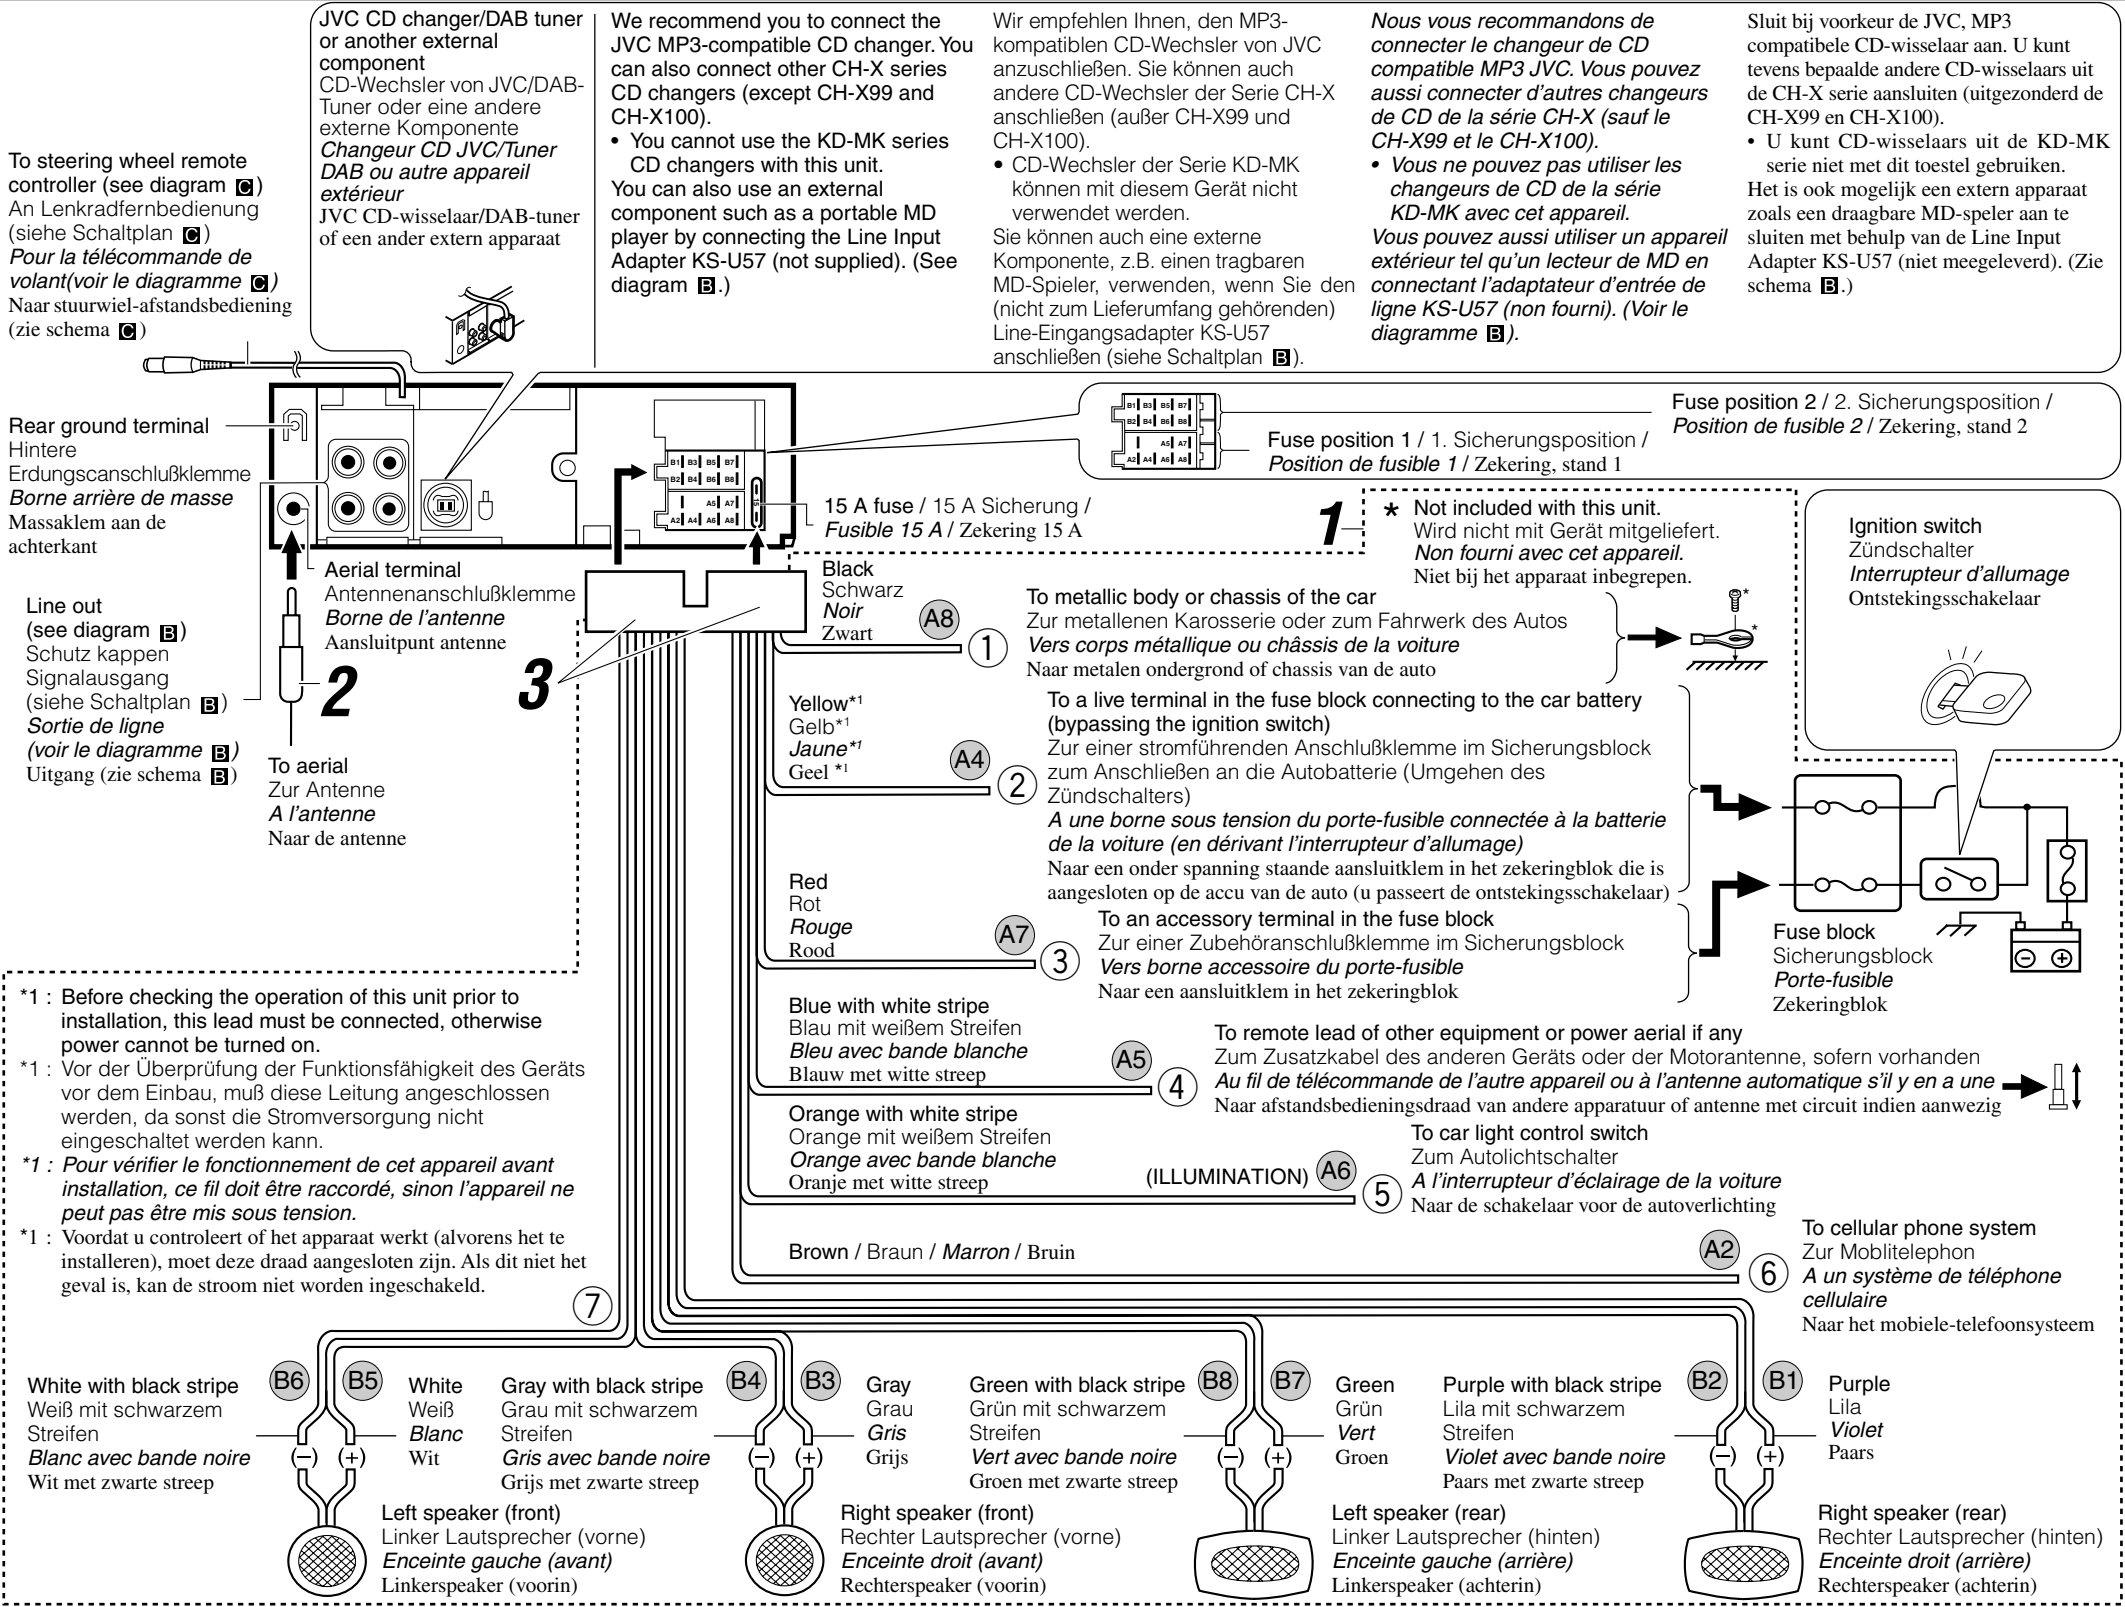 JVC CD changer/DAB tuner
or another external
component
CD-Wechsler von JVC/DAB-
Tuner oder eine andere
externe Komponente
Changeur CD JVC/Tuner
DAB ou autre appareil
extérieur
JVC CD-wisselaar/DAB-tuner
of een ander extern apparaat
We recommend you to connect the
JVC MP3-compatible CD changer. You
can also connect other CH-X series
CD changers (except CH-X99 and
CH-X100).
• You cannot use the KD-MK series
CD changers with this unit.
You can also use an external
component such as a portable MD
player by connecting the Line Input
Adapter KS-U57 (not supplied). (See
diagram B.)
Wir empfehlen Ihnen, den MP3-
kompatiblen CD-Wechsler von JVC
anzuschließen. Sie können auch
andere CD-Wechsler der Serie CH-X
anschließen (außer CH-X99 und
CH-X100).
• CD-Wechsler der Serie KD-MK
können mit diesem Gerät nicht
verwendet werden.
Sie können auch eine externe
Komponente, z.B. einen tragbaren
MD-Spieler, verwenden, wenn Sie den
(nicht zum Lieferumfang gehörenden)
Line-Eingangsadapter KS-U57
anschließen (siehe Schaltplan B).
Nous vous recommandons de
connecter le changeur de CD
compatible MP3 JVC. Vous pouvez
aussi connecter d'autres changeurs
de CD de la série CH-X (sauf le
CH-X99 et le CH-X100).
• Vous ne pouvez pas utiliser les
changeurs de CD de la série
KD-MK avec cet appareil.
Vous pouvez aussi utiliser un appareil
extérieur tel qu'un lecteur de MD en
connectant l'adaptateur d'entrée de
ligne KS-U57 (non fourni). (Voir le
diagramme B).
Sluit bij voorkeur de JVC, MP3
compatibele CD-wisselaar aan. U kunt
tevens bepaalde andere CD-wisselaars uit
de CH-X serie aansluiten (uitgezonderd de
CH-X99 en CH-X100).
• U kunt CD-wisselaars uit de KD-MK
serie niet met dit toestel gebruiken.
Het is ook mogelijk een extern apparaat
zoals een draagbare MD-speler aan te
sluiten met behulp van de Line Input
Adapter KS-U57 (niet meegeleverd). (Zie
schema B.)
To steering wheel remote
controller (see diagram C)
An Lenkradfernbedienung
(siehe Schaltplan C)
Pour la télécommande de
volant(voir le diagramme C)
Naar stuurwiel-afstandsbediening
(zie schema C)
Rear ground terminal
Hintere
Erdungscanschlußklemme
Borne arrière de masse
Massaklem aan de
achterkant
B1 B3 B5 B7
B2 B4 B6 B8
A5 A7
A2 A4 A6 A8
15
B1 B3 B5 B7
B2 B4 B6 B8
A5 A7
A2 A4 A6 A8
Fuse position 2 / 2. Sicherungsposition /
Position de fusible 2 / Zekering, stand 2
Fuse position 1 / 1. Sicherungsposition /
Position de fusible 1 / Zekering, stand 1
15 A fuse / 15 A Sicherung /
Fusible 15 A / Zekering 15 A
1
* Not included with this unit.
Wird nicht mit Gerät mitgeliefert.
Non fourni avec cet appareil.
Niet bij het apparaat inbegrepen.
Ignition switch
Zündschalter
Interrupteur d'allumage
Ontstekingsschakelaar
Aerial terminal
Antennenanschlußklemme
Borne de l'antenne
Aansluitpunt antenne
Line out
(see diagram B)
Schutz kappen
Signalausgang
(siehe Schaltplan B)
Sortie de ligne
(voir le diagramme B)
Uitgang (zie schema B)
2
3
To aerial
Zur Antenne
A l'antenne
Naar de antenne
Black
Schwarz
Noir
Zwart
A8
1
To metallic body or chassis of the car
Zur metallenen Karosserie oder zum Fahrwerk des Autos
Vers corps métallique ou châsis de la voiture
Naar metalen ondergrond of chassis van de auto
*
*
Yellow*1
Gelb*1
Jaune*1
Geel *1
A4
2
To a live terminal in the fuse block connecting to the car battery
(bypassing the ignition switch)
Zur einer stromführenden Anschlußklemme im Sicherungsblock
zum Anschließen an die Autobatterie (Umgehen des
Zündschalters)
A une borne sous tension du porte-fusible connectée à la batterie
de la voiture (en dérivant l'interrupteur d'allumage)
Naar een onder spanning staande aansluitklem in het zekeringblok die is
aangesloten op de accu van de auto (u passeert de ontstekingsschakelaar)
Red
Rot
Rouge
Rood
A7
3
To an accessory terminal in the fuse block
Zur einer Zubehöranschlußklemme im Sicherungsblock
Vers borne accessoire du porte-fusible
Naar een aansluitklem in het zekeringblok
Fuse block
Sicherungsblock
Porte-fusible
Zekeringblok
*1 : Before checking the operation of this unit prior to
installation, this lead must be connected, otherwise
power cannot be turned on.
*1 : Vor der Überprüfung der Funktionsfähigkeit des Geräts
vor dem Einbau, muß diese Leitung angeschlossen
werden, da sonst die Stromversorgung nicht
eingeschaltet werden kann.
*1 : Pour vérifier le fonctionnement de cet appareil avant
installation, ce fil doit être raccordé, sinon l'appareil ne
peut pas être mis sous tension.
*1 : Voordat u controleert of het apparaat werkt (alvorens het te
installeren), moet deze draad aangesloten zijn. Als dit niet het
geval is, kan de stroom niet worden ingeschakeld.
Blue with white stripe
Blau mit weißem Streifen
Bleu avec bande blanche
Blauw met witte streep
A5
4
To remote lead of other equipment or power aerial if any
Zum Zusatzkabel des anderen Geräts oder der Motorantenne, sofern vorhanden
Au fil de télécommande de l'autre appareil ou à l'antenne automatique s'il y en a une
Naar afstandsbedieningsdraad van andere apparatuur of antenne met circuit indien aanwezig
Orange with white stripe
Orange mit weißem Streifen
Orange avec bande blanche
Oranje met witte streep
(ILLUMINATION)
A6
5
To car light control switch
Zum Autolichtschalter
A l'interrupteur d'éclairage de la voiture
Naar de schakelaar voor de autoverlichting
Brown / Braun / Marron / Bruin
A2
6
To cellular phone system
Zur Moblitelephon
A un système de téléphone
cellulaire
Naar het mobiele-telefoonsysteem
7
White with black stripe
Weiß mit schwarzem
Streifen
Blanc avec bande noire
Wit met zwarte streep
B6
B5
White
Weiß
Blanc
Wit
(–)
(+)
Left speaker (front)
Linker Lautsprecher (vorne)
Enceinte gauche (avant)
Linkerspeaker (voorin)
Gray with black stripe
Grau mit schwarzem
Streifen
Gris avec bande noire
Grijs met zwarte streep
B4
B3
Gray
Grau
Gris
Grijs
(–)
(+)
Right speaker (front)
Rechter Lautsprecher (vorne)
Enceinte droit (avant)
Rechterspeaker (voorin)
Green with black stripe
Grün mit schwarzem
Streifen
Vert avec bande noire
Groen met zwarte streep
B8
B7
Green
Grün
Vert
Groen
(–)
(+)
Left speaker (rear)
Linker Lautsprecher (hinten)
Enceinte gauche (arrière)
Linkerspeaker (achterin)
Purple with black stripe
Lila mit schwarzem
Streifen
Violet avec bande noire
Paars met zwarte streep
B2
B1
Purple
Lila
Violet
Paars
(–)
(+)
Right speaker (rear)
Rechter Lautsprecher (hinten)
Enceinte droit (arrière)
Rechterspeaker (achterin)